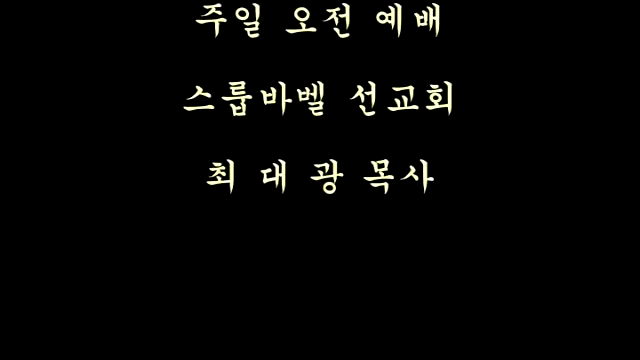 주일 오전 예배
스룹바벨 선교회
최 대 광 목사